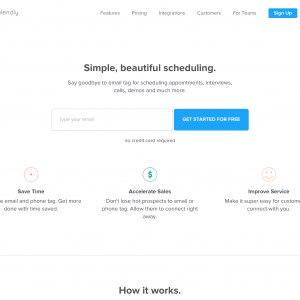 lendly
Features Pricing Integrations Customers For Teams Sign Up
Simple, beautiful scheduling.
Say goodbye to email tag for scheduling appointments, interviews,
calls, demos and much more.
type your email GET STARTED FOR FREE
no credit card required
Save Time
e email and phone tag. Get more
done with time saved.
Accelerate Sales
Don't lose hot prospects to email or
phone tag. Allow them to connect right
away.
Improve Service
Make it super easy for custome
connect with you.
How it works.